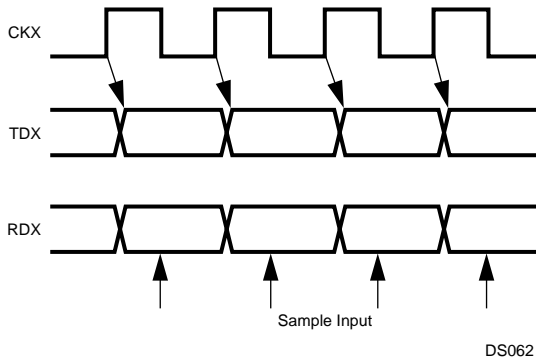 CKX
TDX
RDX
Sample Input
DS062